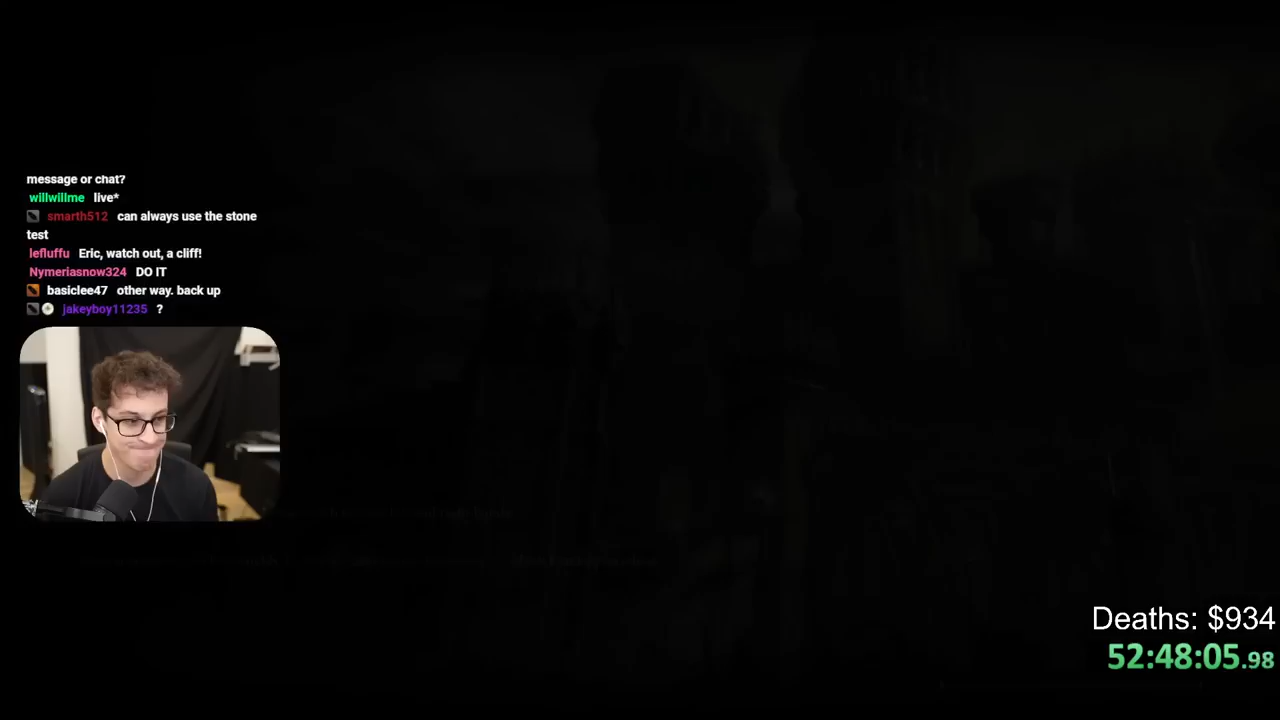 message or chat?
willwillme live*
smarth512 can always use the stone
test
lefluffu Eric, watch out, a cliff!
Nymeriasnow324 DO IT
basiclee47 other way. back up
jakeyboy11235 ?
Deaths: $934
52:48:05.98